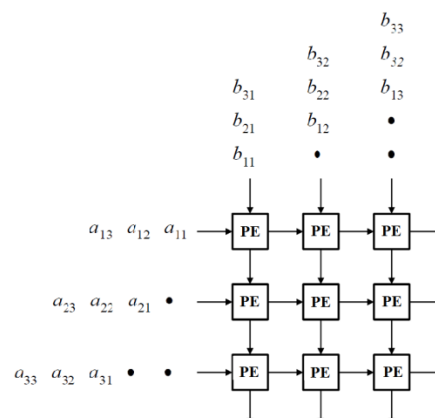 b₃₃
b₃₂ b₃₂
b₃₁ b₂₂ b₁₃
b₂₁ b₁₂ •
b₁₁ • •
a₁₃ a₁₂ a₁₁ PE PE PE
a₂₃ a₂₂ a₂₁ • PE PE PE
a₃₃ a₃₂ a₃₁ • • PE PE PE